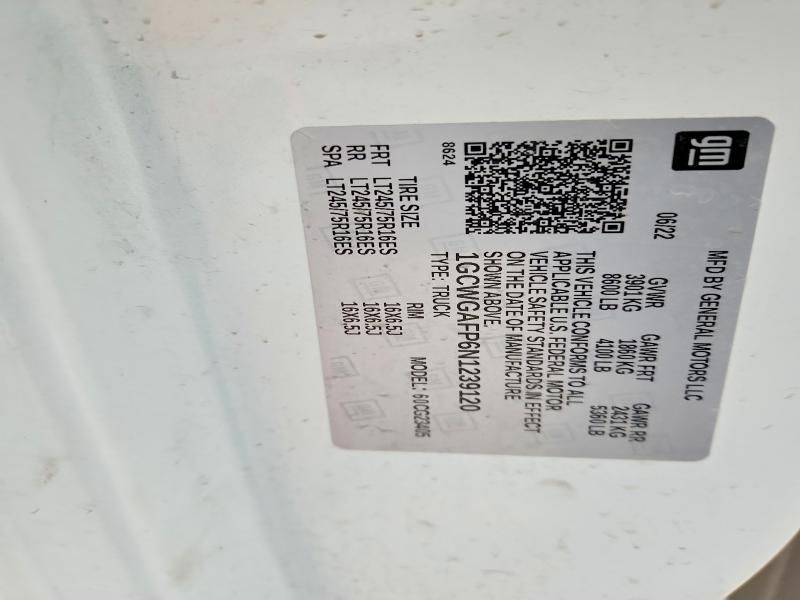 gm
MFD BY GENERAL MOTORS LLC
06/22
GVWR GAWR FRT GAWR RR
3901 KG 1860 KG 2431 KG
8600 LB 4100 LB 5360 LB
THIS VEHICLE CONFORMS TO ALL
APPLICABLE U.S. FEDERAL MOTOR
VEHICLE SAFETY STANDARDS IN EFFECT
ON THE DATE OF MANUFACTURE
SHOWN ABOVE.
1GCWGAFP6N1239120
8624
TYPE: TRUCK MODEL: 60CG23405
TIRE SIZE RIM
FRT LT245/75R16ES 16X6.5J
RR LT245/75R16ES 16X6.5J
SPA LT245/75R16ES 16X6.5J